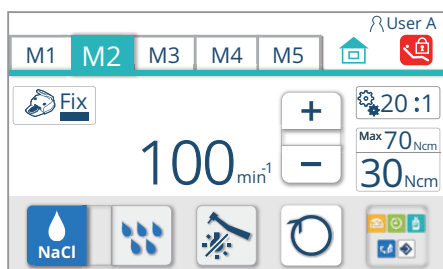 User A
M1 M2 M3 M4 M5
Fix + 20 :1
100 min-1 Max 70 Ncm
− 30 Ncm
NaCl